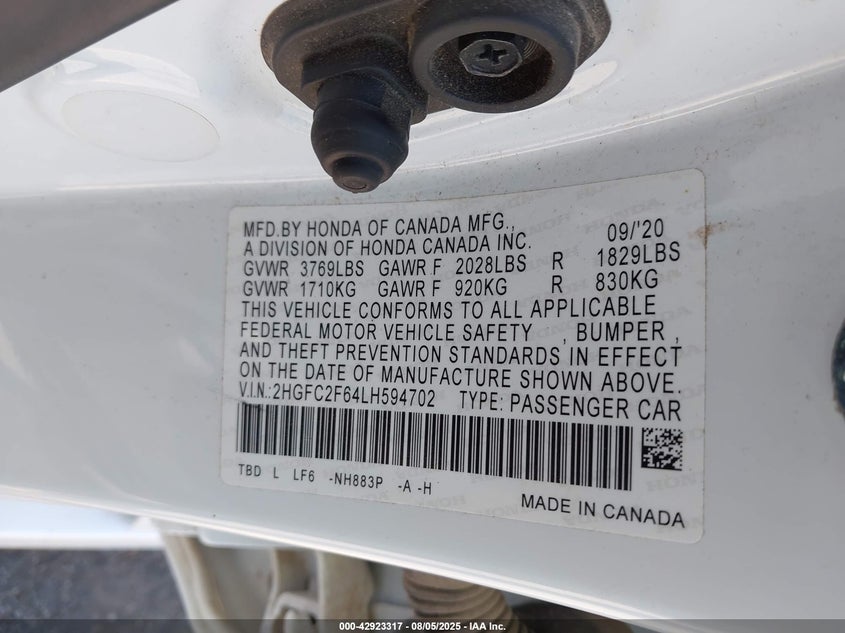 MFD.BY HONDA OF CANADA MFG., 09/'20
A DIVISION OF HONDA CANADA INC.
GVWR 3769LBS GAWR F 2028LBS R 1829LBS
GVWR 1710KG GAWR F 920KG R 830KG
THIS VEHICLE CONFORMS TO ALL APPLICABLE
FEDERAL MOTOR VEHICLE SAFETY , BUMPER ,
AND THEFT PREVENTION STANDARDS IN EFFECT
ON THE DATE OF MANUFACTURE SHOWN ABOVE.
V.I.N.:2HGFC2F64LH594702 TYPE: PASSENGER CAR
TBD L LF6 -NH883P -A -H
MADE IN CANADA
000-42923317 - 08/05/2025 - IAA Inc.